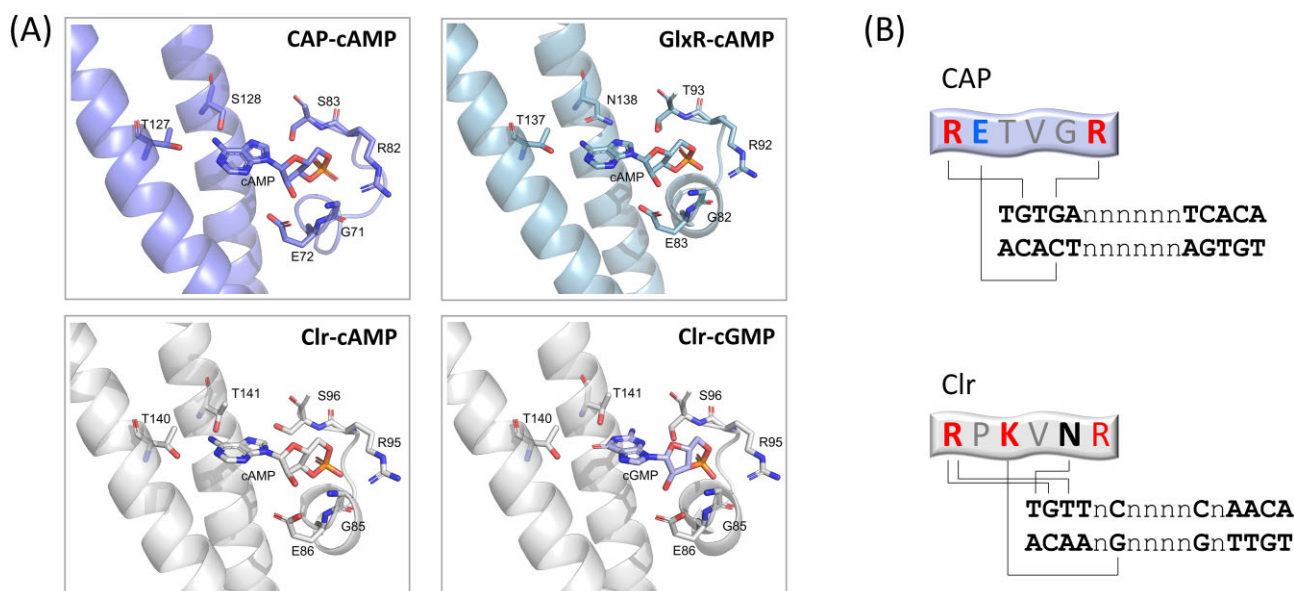 (A)
CAP-cAMP
S128
S83
T127
R82
cAMP
G71
E72
GlxR-cAMP
N138
T93
T137
R92
cAMP
G82
E83
Clr-cAMP
T141
S96
T140
R95
cAMP
G85
E86
Clr-cGMP
T141
S96
T140
R95
cGMP
G85
E86
(B)
CAP
R E T V G R
TGTGAnnnnnnTCACA
ACACTnnnnnnAGTGT
Clr
R P K V N R
TGTTnCnnnnCnAACA
ACAAnGnnnnGnTTGT